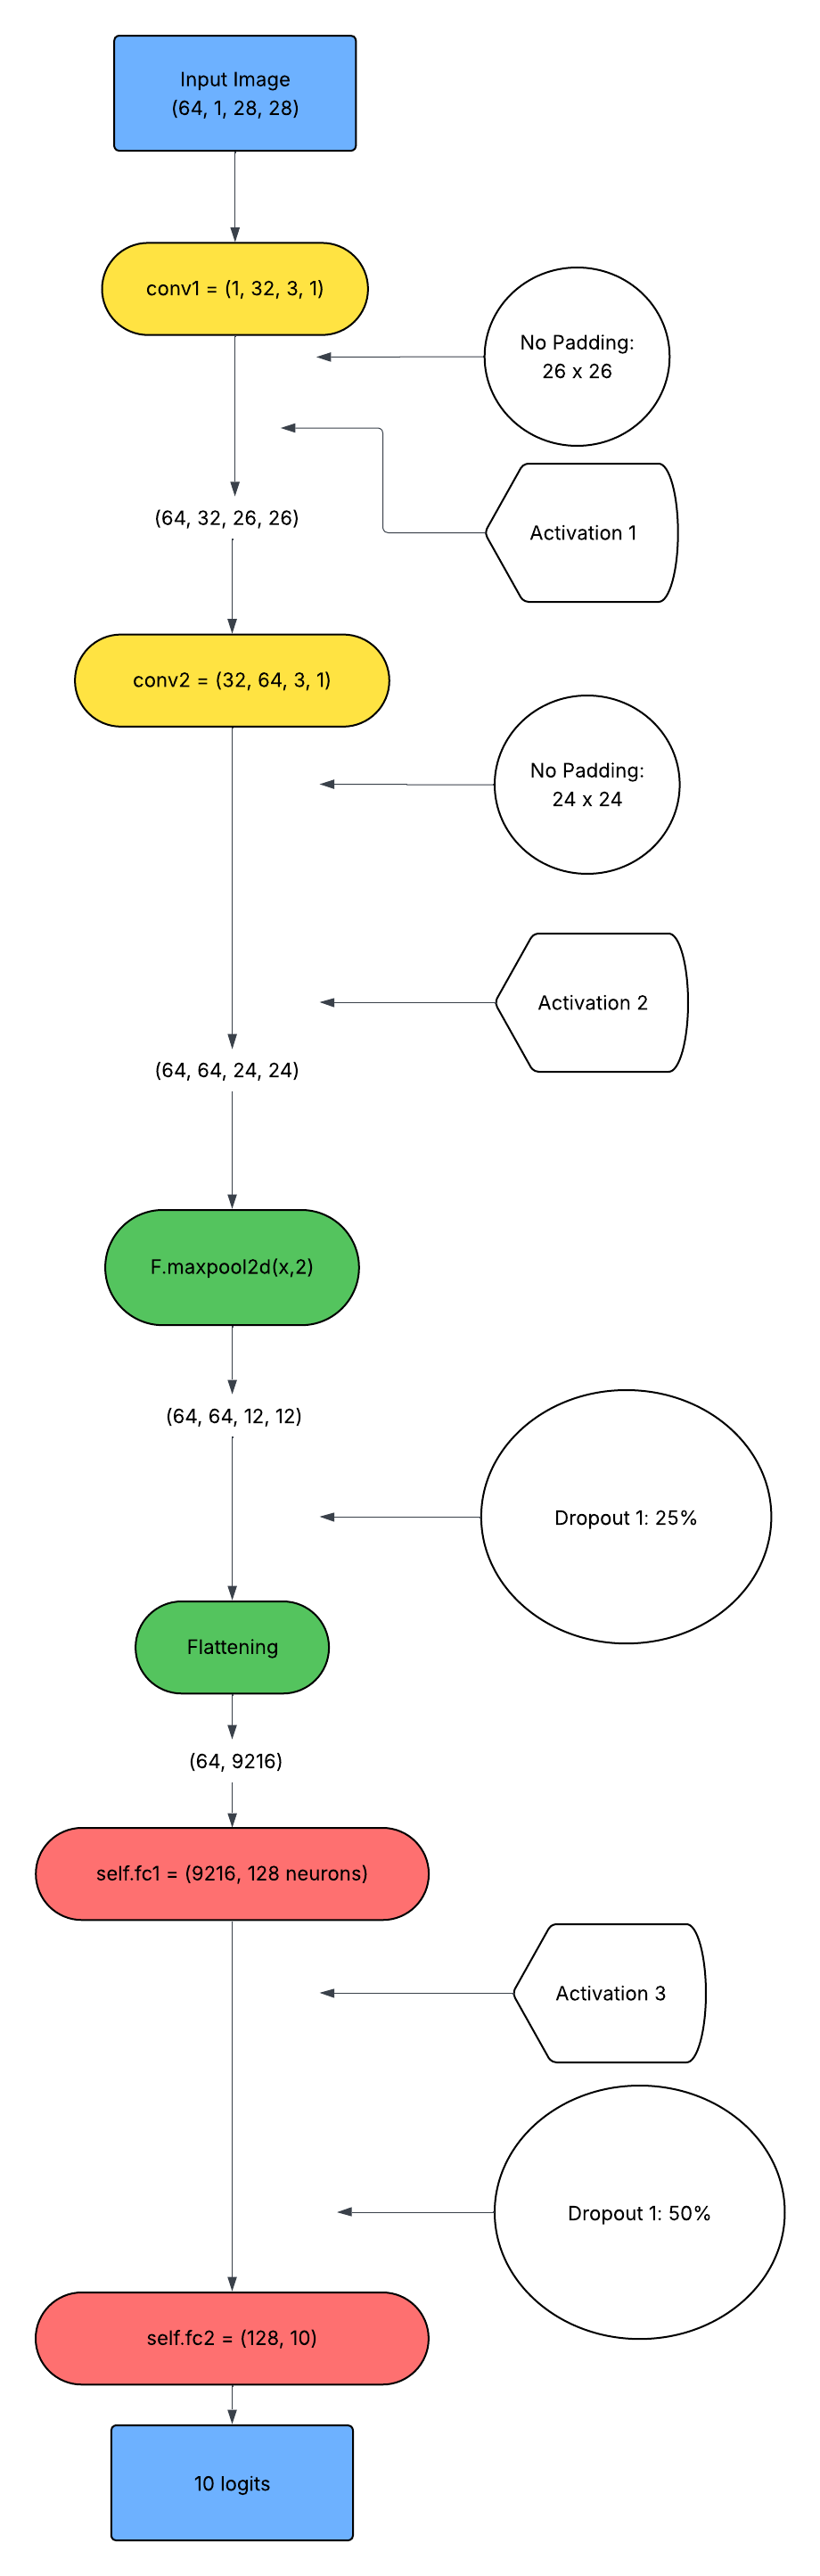 Input Image
(64, 1, 28, 28)
conv1 = (1, 32, 3, 1)
No Padding:
26 x 26
(64, 32, 26, 26)
Activation 1
conv2 = (32, 64, 3, 1)
No Padding:
24 x 24
Activation 2
(64, 64, 24, 24)
F.maxpool2d(x,2)
(64, 64, 12, 12)
Dropout 1: 25%
Flattening
(64, 9216)
self.fc1 = (9216, 128 neurons)
Activation 3
Dropout 1: 50%
self.fc2 = (128, 10)
10 logits